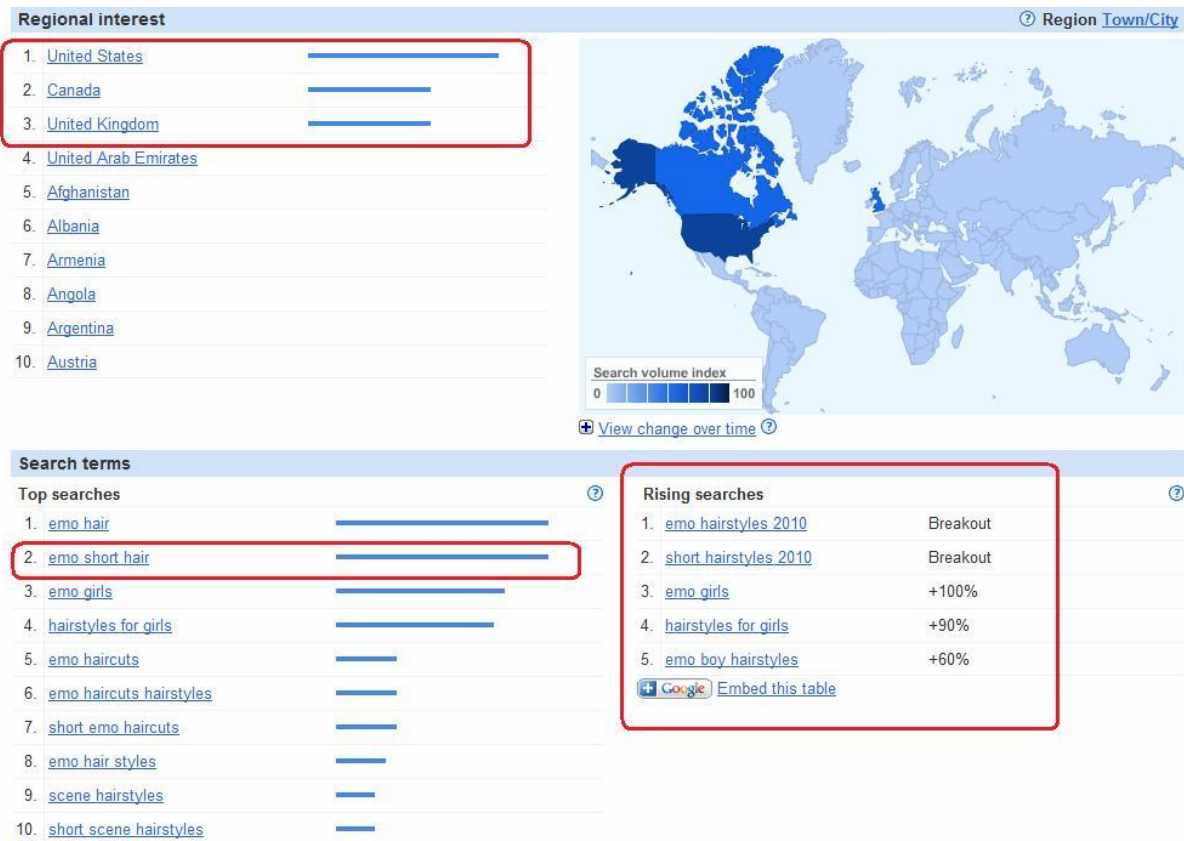 Regional interest
Region Town/City
1. United States
2. Canada
3. United Kingdom
4. United Arab Emirates
5. Afghanistan
6. Albania
7. Armenia
8. Angola
9. Argentina
10. Austria
Search volume index
0 100
View change over time
Search terms
Top searches
1. emo hair
2. emo short hair
3. emo girls
4. hairstyles for girls
5. emo haircuts
6. emo haircuts hairstyles
7. short emo haircuts
8. emo hair styles
9. scene hairstyles
10. short scene hairstyles
Rising searches
1. emo hairstyles 2010 Breakout
2. short hairstyles 2010 Breakout
3. emo girls +100%
4. hairstyles for girls +90%
5. emo boy hairstyles +60%
Google Embed this table